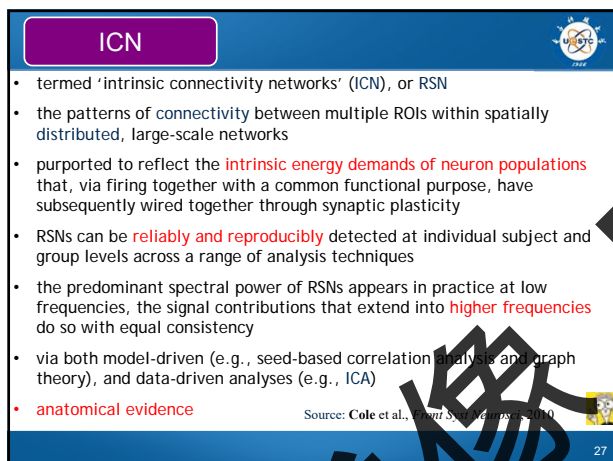 ICN
• termed 'intrinsic connectivity networks' (ICN), or RSN
• the patterns of connectivity between multiple ROIs within spatially
distributed, large-scale networks
• purported to reflect the intrinsic energy demands of neuron populations
that, via firing together with a common functional purpose, have
subsequently wired together through synaptic plasticity
• RSNs can be reliably and reproducibly detected at individual subject and
group levels across a range of analysis techniques
• the predominant spectral power of RSNs appears in practice at low
frequencies, the signal contributions that extend into higher frequencies
do so with equal consistency
• via both model-driven (e.g., seed-based correlation analysis and graph
theory), and data-driven analyses (e.g., ICA)
• anatomical evidence
Source: Cole et al., Front Syst Neurosci, 2010
像
27